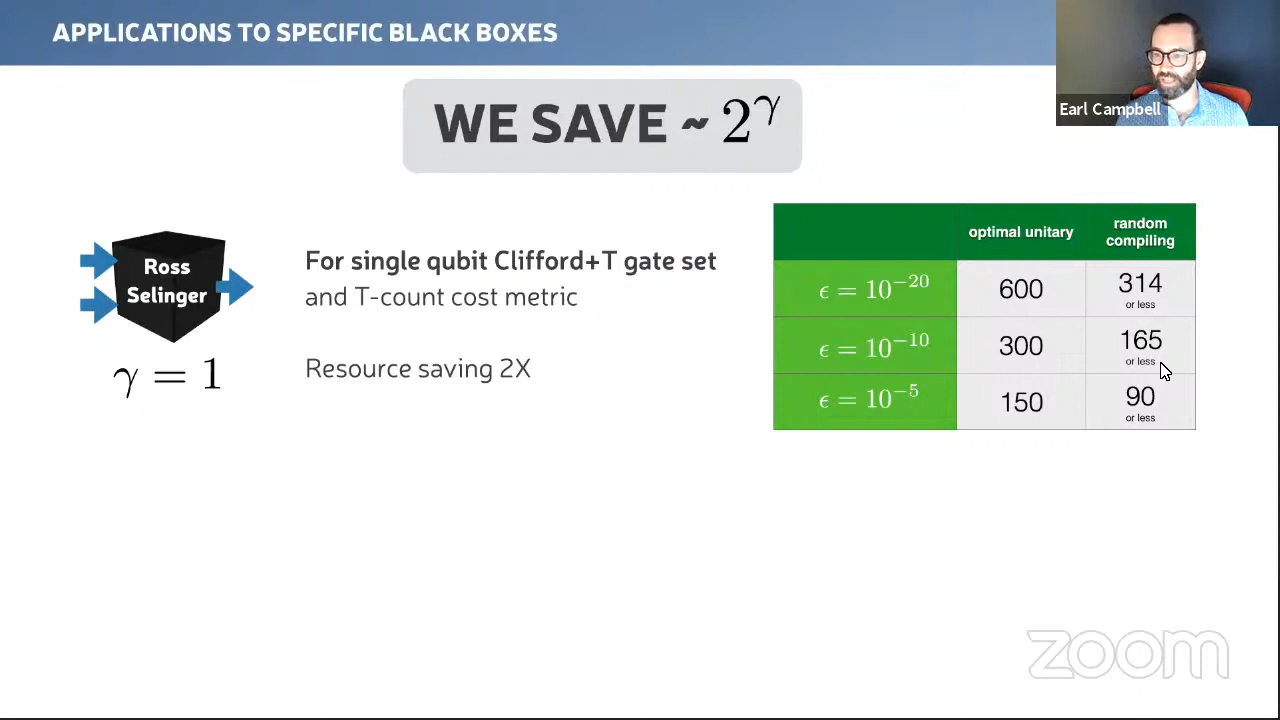 APPLICATIONS TO SPECIFIC BLACK BOXES
Earl Campbell
WE SAVE ~ 2^γ
Ross
Selinger
γ = 1
For single qubit Clifford+T gate set
and T-count cost metric
Resource saving 2X
optimal unitary
random
compiling
ϵ = 10^−20
600
314
or less
ϵ = 10^−10
300
165
or less
ϵ = 10^−5
150
90
or less
zoom